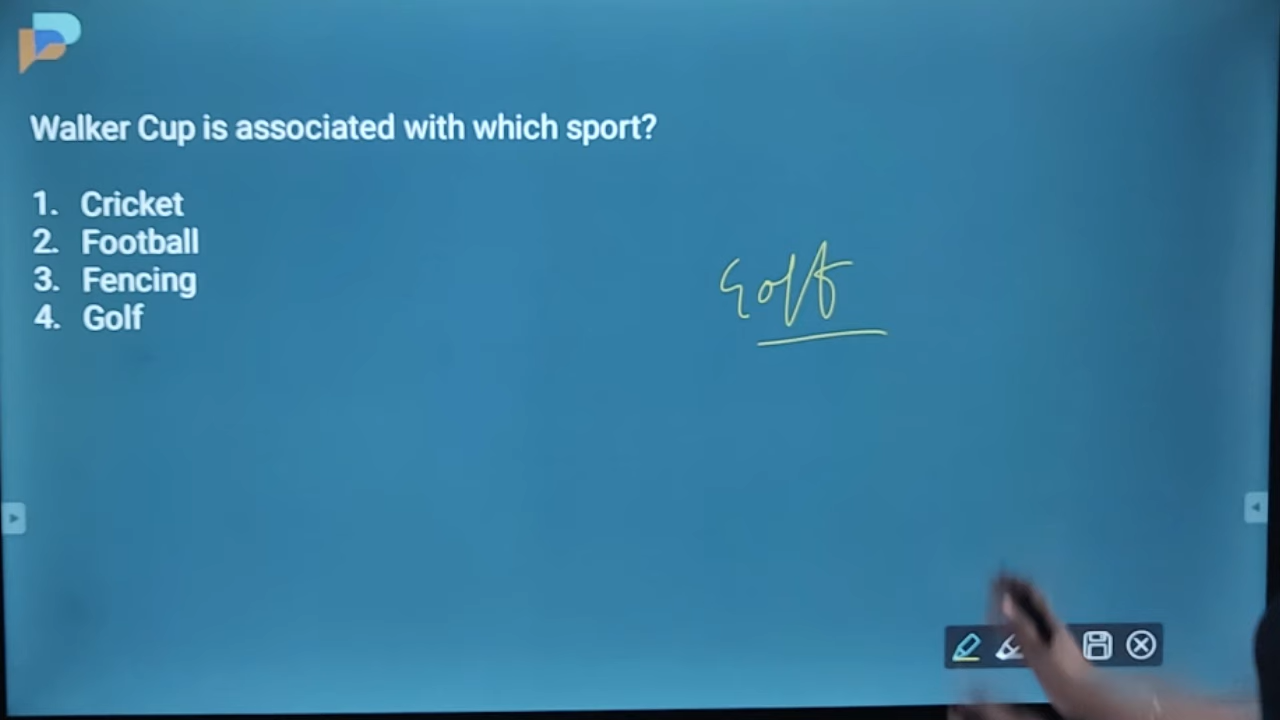 Walker Cup is associated with which sport?
1. Cricket
2. Football
3. Fencing
4. Golf
Golf